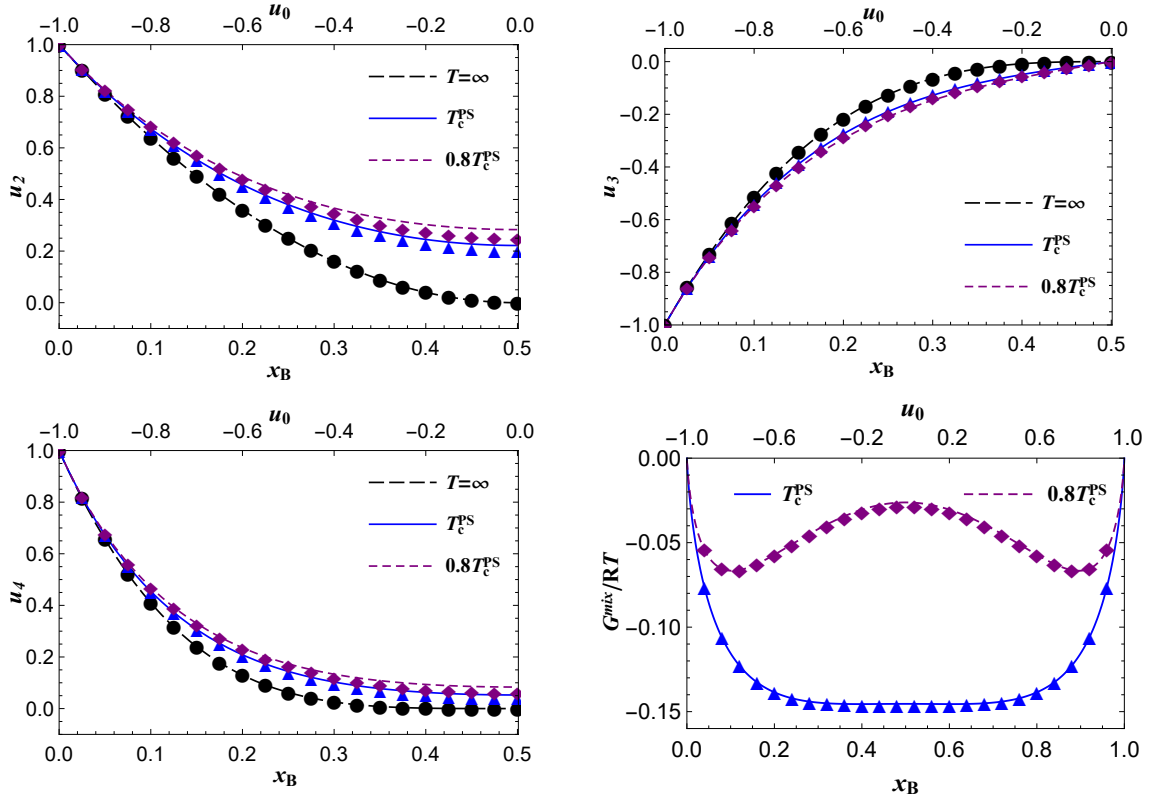 u0
−1.0 −0.8 −0.6 −0.4 −0.2 0.0
1.0
0.8
0.6
0.4
0.2
0.0
u2
T=∞
TcPS
0.8TcPS
0.0 0.1 0.2 0.3 0.4 0.5
xB
u0
−1.0 −0.8 −0.6 −0.4 −0.2 0.0
0.0
−0.2
−0.4
−0.6
−0.8
−1.0
u3
T=∞
TcPS
0.8TcPS
0.0 0.1 0.2 0.3 0.4 0.5
xB
u0
−1.0 −0.8 −0.6 −0.4 −0.2 0.0
1.0
0.8
0.6
0.4
0.2
0.0
u4
T=∞
TcPS
0.8TcPS
0.0 0.1 0.2 0.3 0.4 0.5
xB
u0
−1.0 −0.6 −0.2 0.2 0.6 1.0
0.00
−0.05
−0.10
−0.15
Gmix/RT
TcPS 0.8TcPS
0.0 0.2 0.4 0.6 0.8 1.0
xB